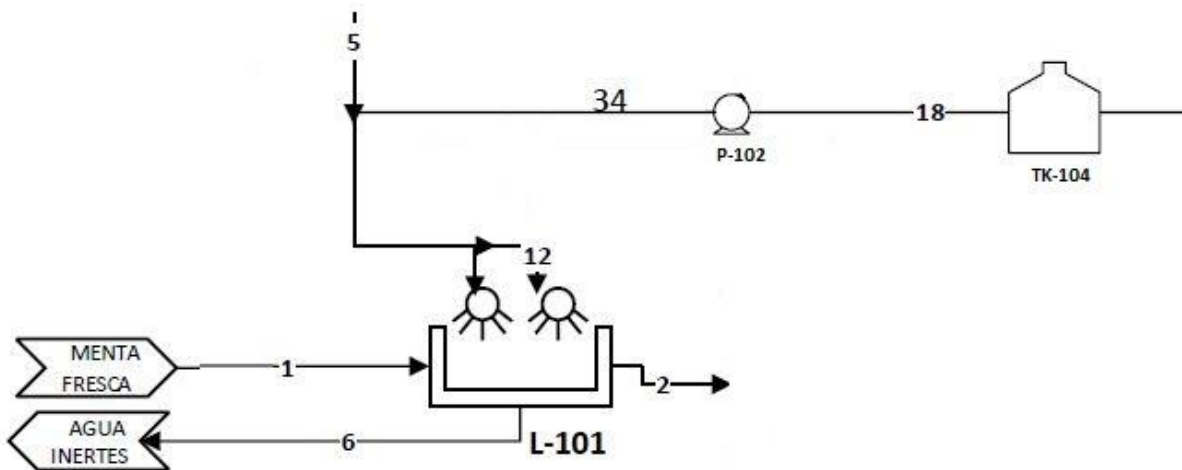 5
34
18
P-102
TK-104
12
MENTA
FRESCA
1
2
AGUA
INERTES
6
L-101